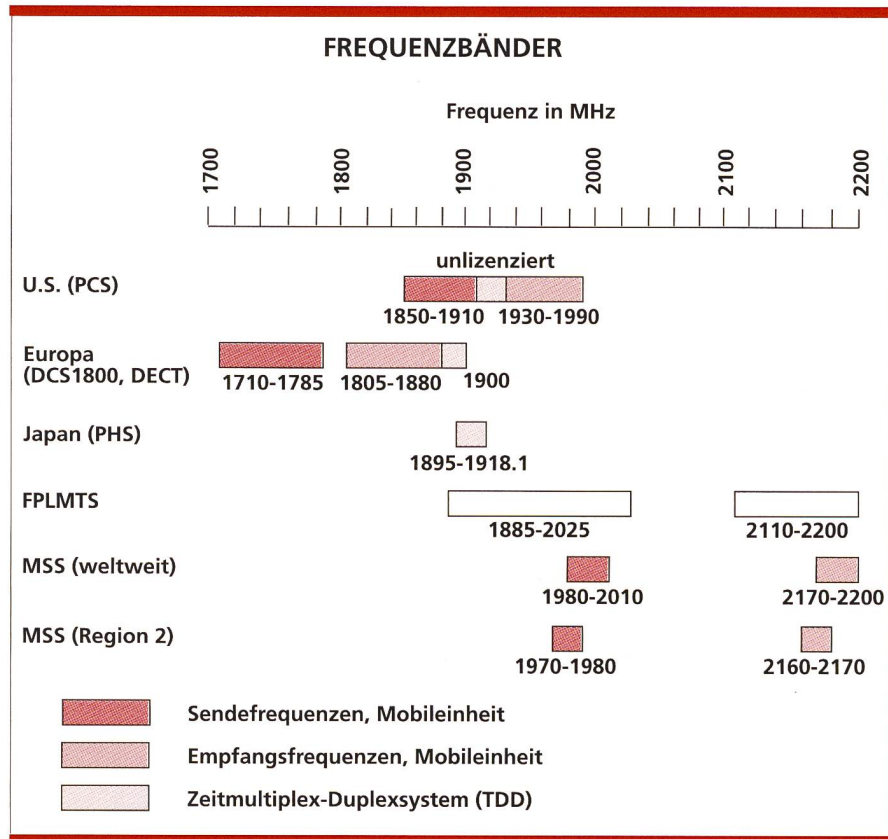 FREQUENZBÄNDER
Frequenz in MHz
1700 1800 1900 2000 2100 2200
unlizenziert
U.S. (PCS)
1850-1910 1930-1990
Europa
(DCS1800, DECT)
1710-1785 1805-1880 1900
Japan (PHS)
1895-1918.1
FPLMTS
1885-2025 2110-2200
MSS (weltweit)
1980-2010 2170-2200
MSS (Region 2)
1970-1980 2160-2170
Sendefrequenzen, Mobileinheit
Empfangsfrequenzen, Mobileinheit
Zeitmultiplex-Duplexsystem (TDD)